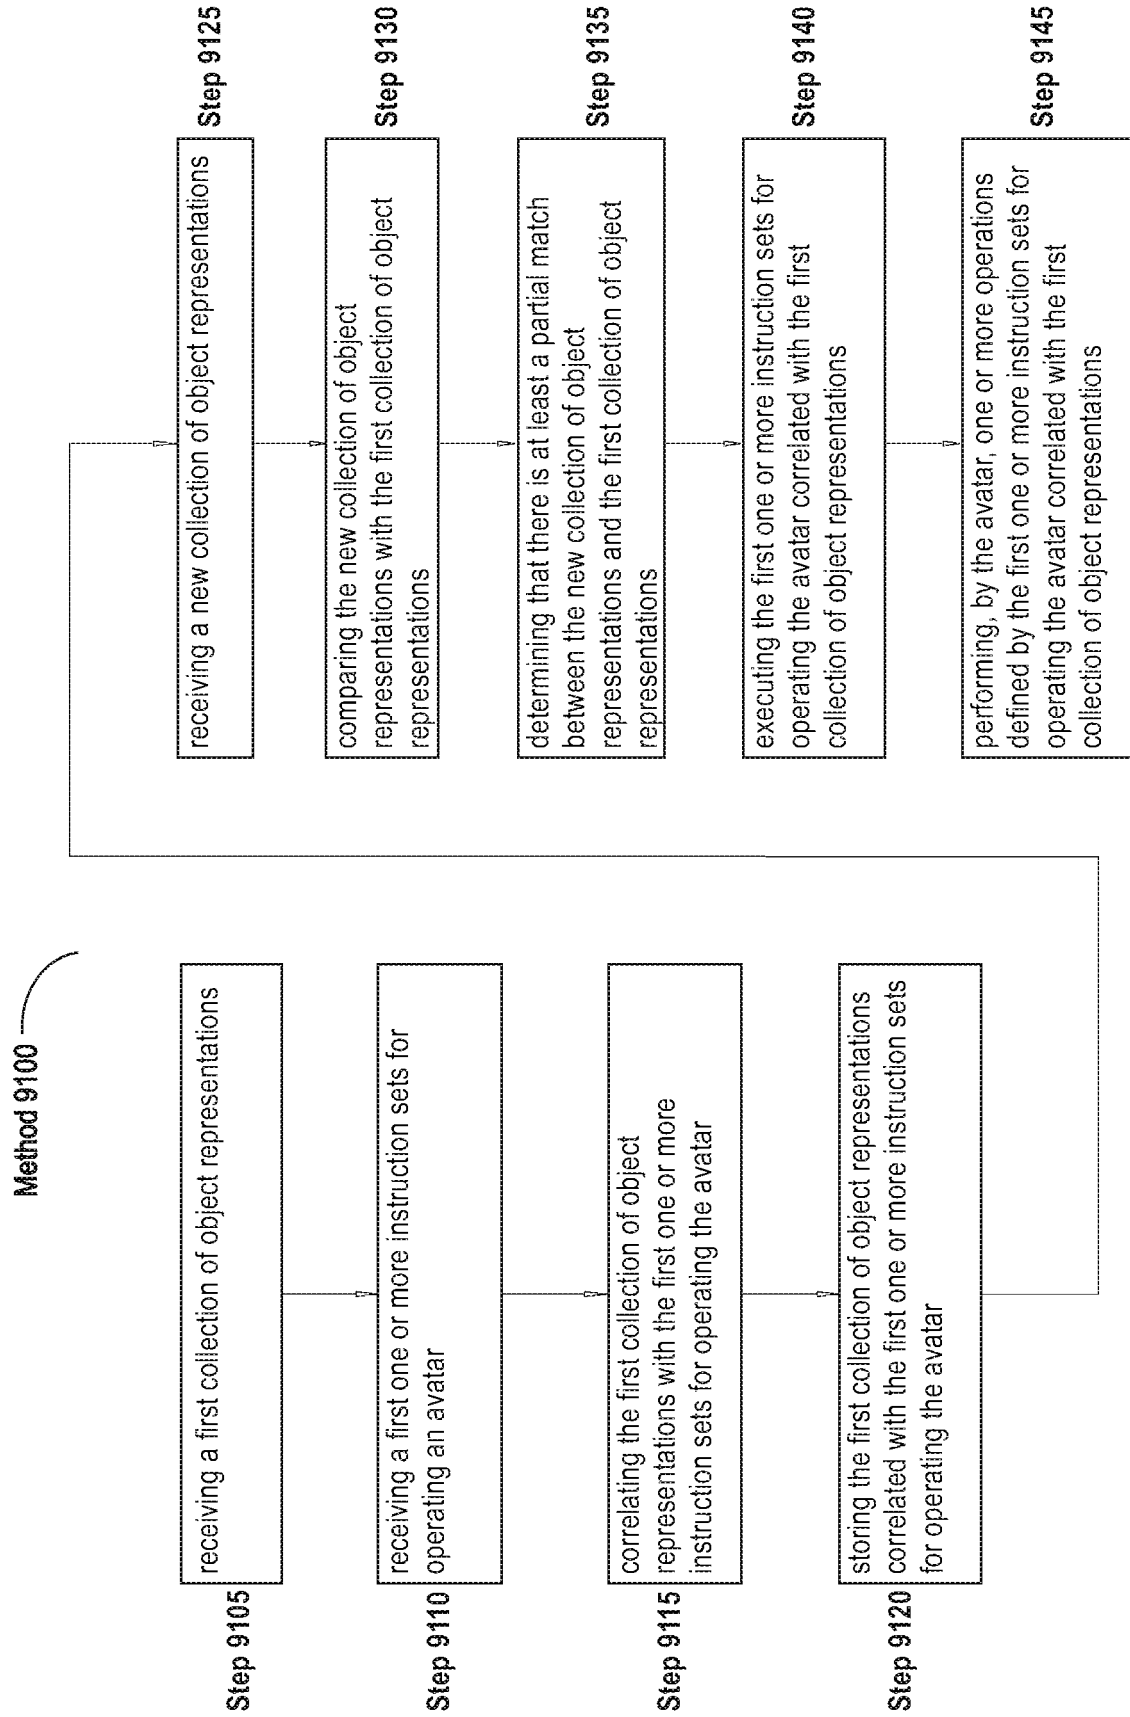 Method 9100
Step 9105
receiving a first collection of object representations
Step 9110
receiving a first one or more instruction sets for
operating an avatar
Step 9115
correlating the first collection of object
representations with the first one or more
instruction sets for operating the avatar
Step 9120
storing the first collection of object representations
correlated with the first one or more instruction sets
for operating the avatar
Step 9125
receiving a new collection of object representations
Step 9130
comparing the new collection of object
representations with the first collection of object
representations
Step 9135
determining that there is at least a partial match
between the new collection of object
representations and the first collection of object
representations
Step 9140
executing the first one or more instruction sets for
operating the avatar correlated with the first
collection of object representations
Step 9145
performing, by the avatar, one or more operations
defined by the first one or more instruction sets for
operating the avatar correlated with the first
collection of object representations